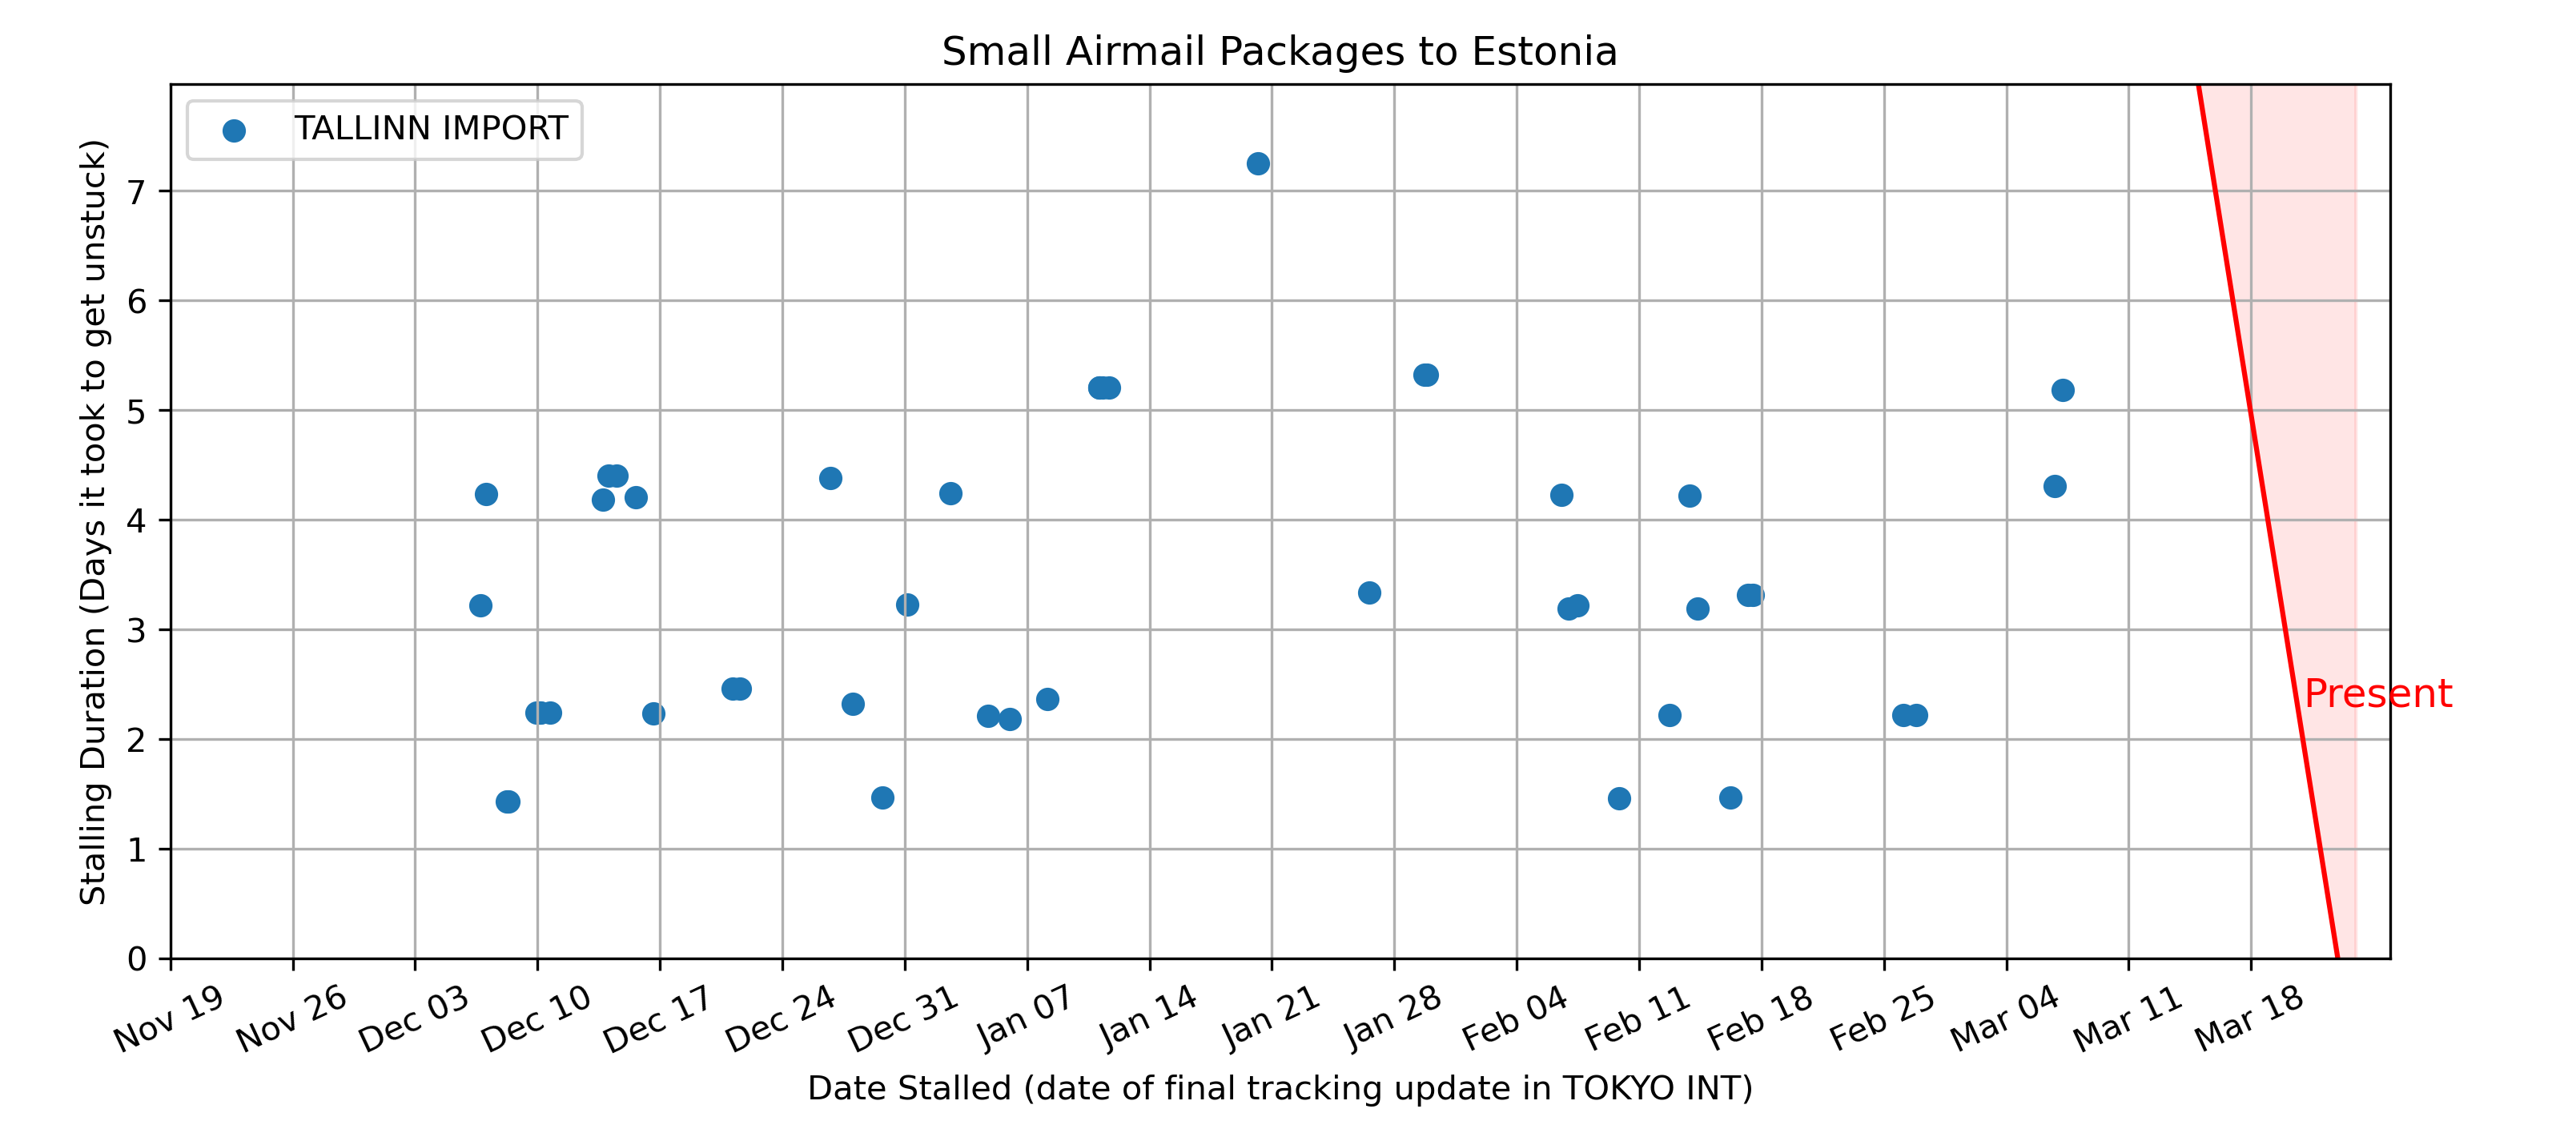 Small Airmail Packages to Estonia
TALLINN IMPORT
Stalling Duration (Days it took to get unstuck)
7
6
5
4
3
2
1
0
Present
Nov 19
Nov 26
Dec 03
Dec 10
Dec 17
Dec 24
Dec 31
Jan 07
Jan 14
Jan 21
Jan 28
Feb 04
Feb 11
Feb 18
Feb 25
Mar 04
Mar 11
Mar 18
Date Stalled (date of final tracking update in TOKYO INT)